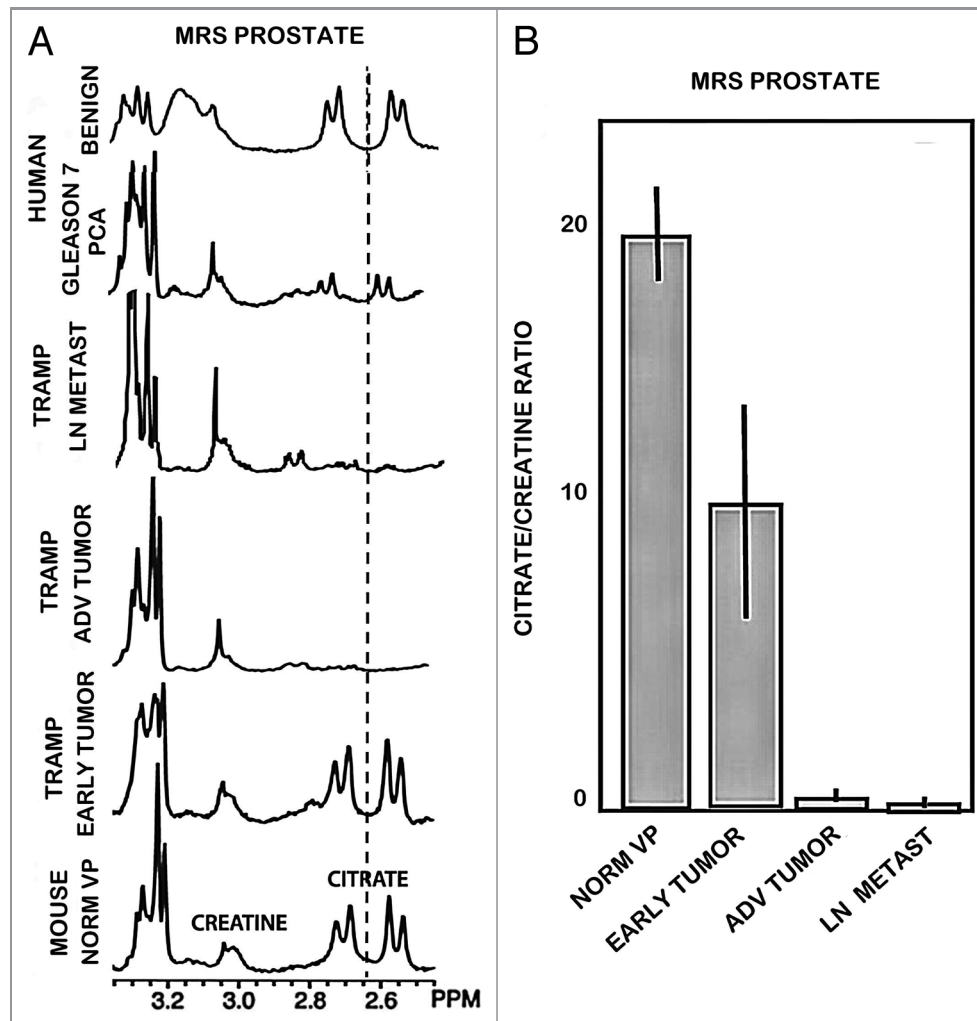 A
MRS PROSTATE
HUMAN
BENIGN
GLEASON 7
PCA
TRAMP
LN METAST
TRAMP
ADV TUMOR
TRAMP
EARLY TUMOR
MOUSE
NORM VP
CREATINE
CITRATE
3.2 3.0 2.8 2.6 PPM
B
MRS PROSTATE
CITRATE/CREATINE RATIO
20
10
0
NORM VP
EARLY TUMOR
ADV TUMOR
LN METAST